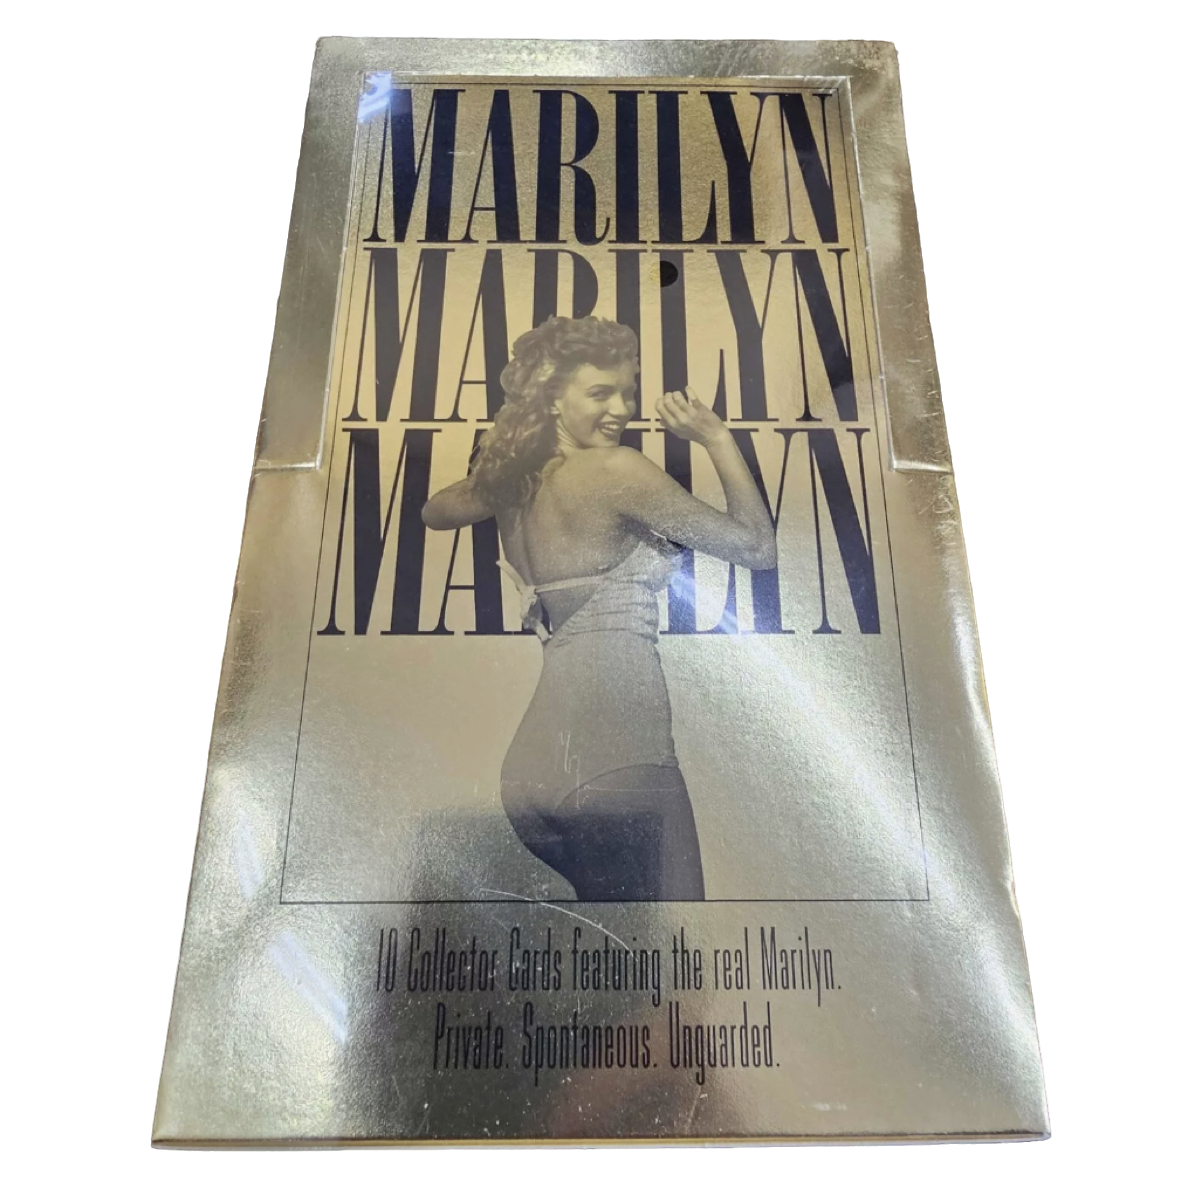 MARILYN
MARILYN
MARILYN
10 Collector Cards featuring the real Marilyn.
Private. Spontaneous. Unguarded.